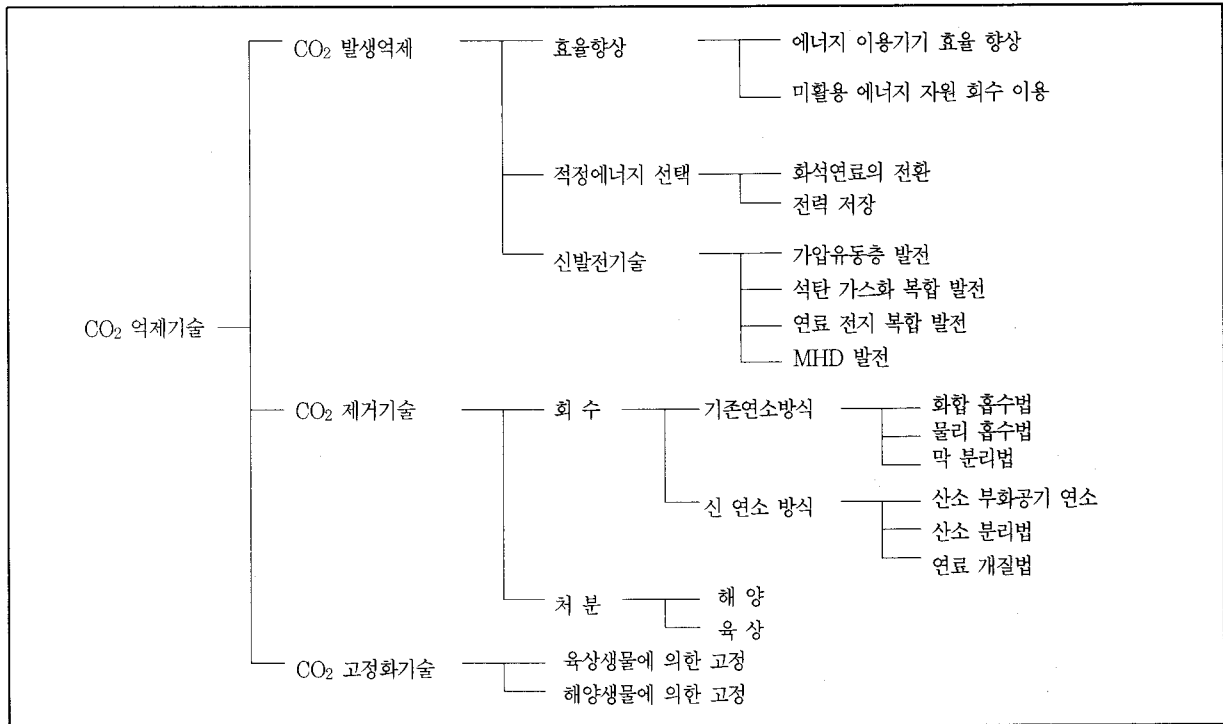 CO₂ 발생억제 효율향상 에너지 이용기기 효율 향상
미활용 에너지 자원 회수 이용
적정에너지 선택 화석연료의 전환
전력 저장
신발전기술 가압유동층 발전
석탄 가스화 복합 발전
CO₂ 억제기술 연료 전지 복합 발전
MHD 발전
CO₂ 제거기술 회 수 기존연소방식 화합 흡수법
물리 흡수법
막 분리법
신 연소 방식 산소 부화공기 연소
산소 분리법
연료 개질법
처 분 해 양
육 상
CO₂ 고정화기술 육상생물에 의한 고정
해양생물에 의한 고정